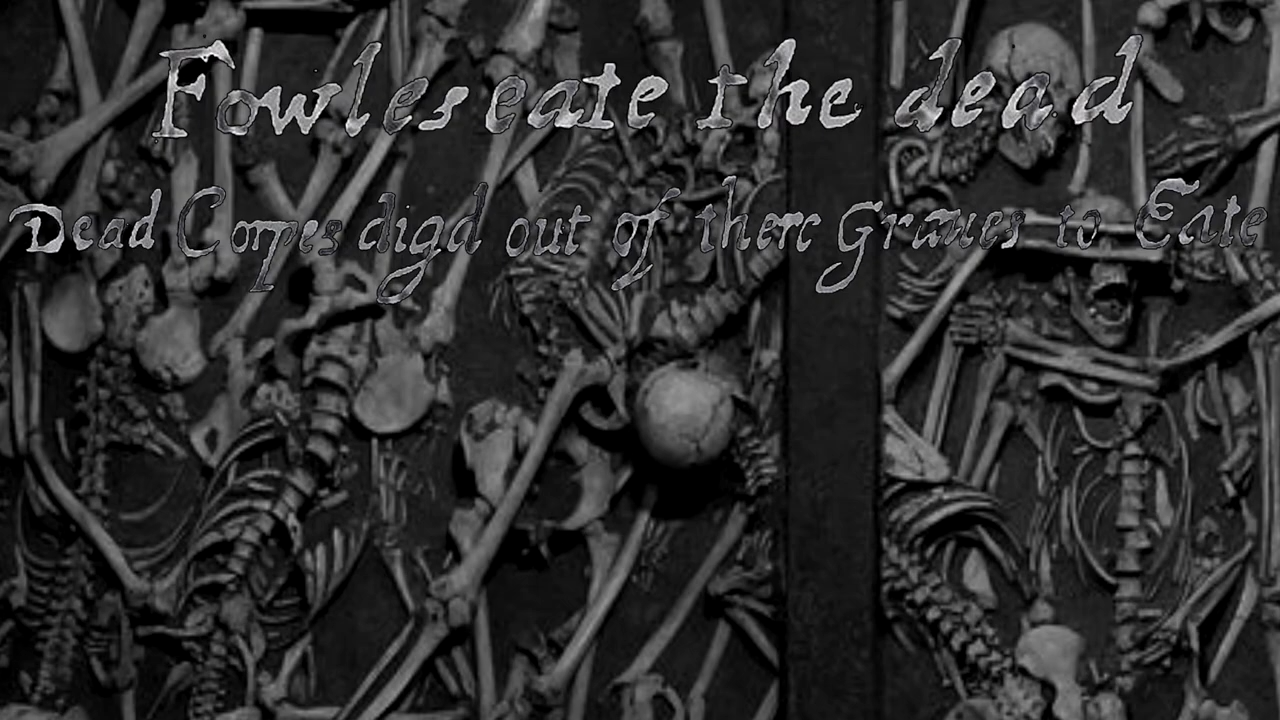 Fowles eate the dead
Dead Corpes digd out of there Graues to Eate